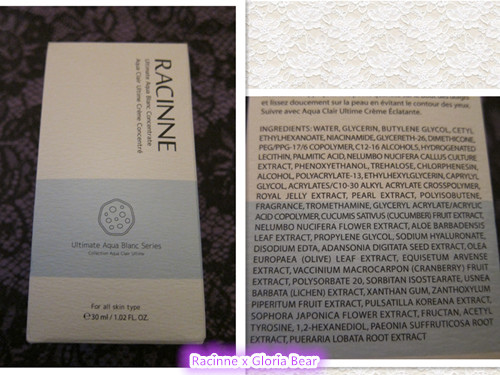 RACINNE
Ultimate Aqua Blanc Concentrate
Aqua Clair Ultime Crème Concentré
Ultimate Aqua Blanc Series
Collection Aqua Clair Ultime
For all skin type
℮ 30 ml / 1.02 FL. OZ.
et lissez doucement sur la peau en évitant le contour des yeux.
Suivre avec Aqua Clair Ultime Crème Éclatante.
INGREDIENTS: WATER, GLYCERIN, BUTYLENE GLYCOL, CETYL
ETHYLHEXANOATE, NIACINAMIDE, GLYCERETH-26, DIMETHICONE,
PEG/PPG-17/6 COPOLYMER, C12-16 ALCOHOLS, HYDROGENATED
LECITHIN, PALMITIC ACID, NELUMBO NUCIFERA CALLUS CULTURE
EXTRACT, PHENOXYETHANOL, TREHALOSE, CHLORPHENESIN,
ALCOHOL, POLYACRYLATE-13, ETHYLHEXYLGLYCERIN, CAPRYLYL
GLYCOL, ACRYLATES/C10-30 ALKYL ACRYLATE CROSSPOLYMER,
ROYAL JELLY EXTRACT, PEARL EXTRACT, POLYISOBUTENE,
FRAGRANCE, TROMETHAMINE, GLYCERYL ACRYLATE/ACRYLIC
ACID COPOLYMER, CUCUMIS SATIVUS (CUCUMBER) FRUIT EXTRACT,
NELUMBO NUCIFERA FLOWER EXTRACT, ALOE BARBADENSIS
LEAF EXTRACT, PROPYLENE GLYCOL, SODIUM HYALURONATE,
DISODIUM EDTA, ADANSONIA DIGITATA SEED EXTRACT, OLEA
EUROPAEA (OLIVE) LEAF EXTRACT, EQUISETUM ARVENSE
EXTRACT, VACCINIUM MACROCARPON (CRANBERRY) FRUIT
EXTRACT, POLYSORBATE 20, SORBITAN ISOSTEARATE, USNEA
BARBATA (LICHEN) EXTRACT, XANTHAN GUM, ZANTHOXYLUM
PIPERITUM FRUIT EXTRACT, PULSATILLA KOREANA EXTRACT,
SOPHORA JAPONICA FLOWER EXTRACT, FRUCTAN, ACETYL
TYROSINE, 1,2-HEXANEDIOL, PAEONIA SUFFRUTICOSA ROOT
EXTRACT, PUERARIA LOBATA ROOT EXTRACT
Racinne x Gloria Bear